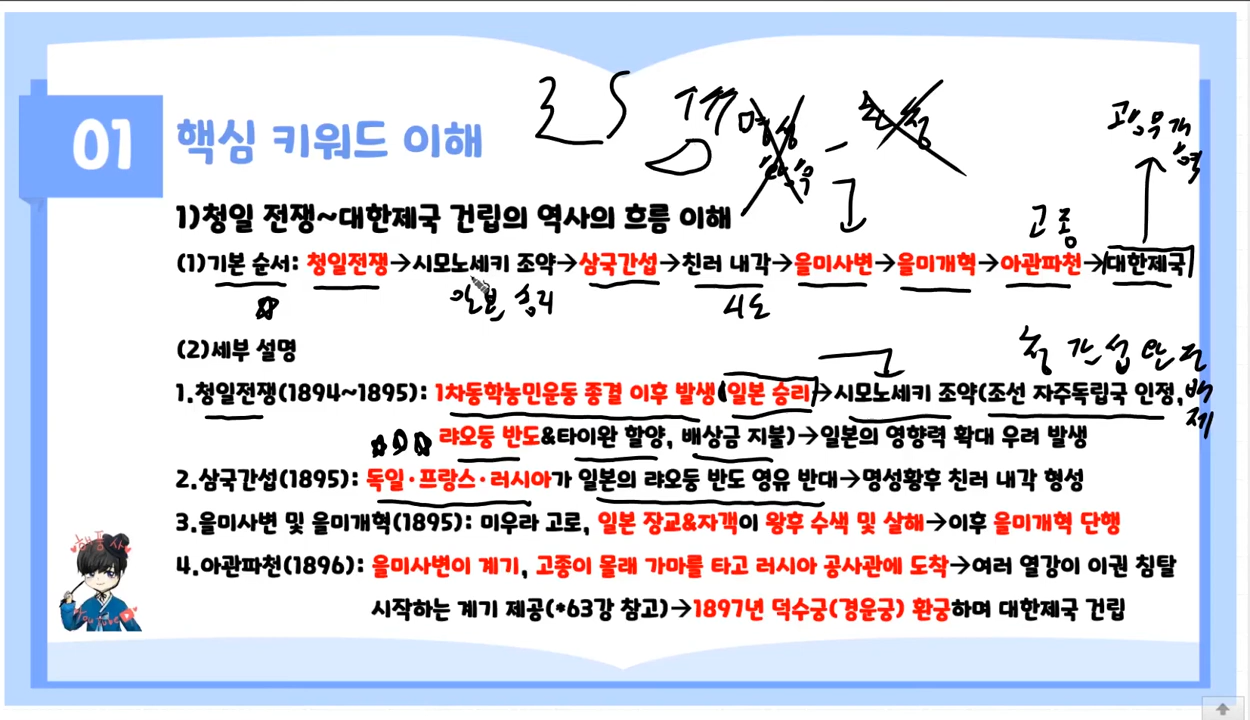 01 핵심 키워드 이해
1)청일 전쟁~대한제국 건립의 역사의 흐름 이해
고종
(1)기본 순서: 청일전쟁→시모노세키 조약→삼국간섭→친러 내각→을미사변→을미개혁→아관파천→대한제국
일본 승리 시도
(2)세부 설명
청 간섭 완전 배제
1.청일전쟁(1894~1895): 1차동학농민운동 종결 이후 발생(일본 승리→시모노세키 조약(조선 자주독립국 인정,
랴오둥 반도&타이완 할양, 배상금 지불)→일본의 영향력 확대 우려 발생
2.삼국간섭(1895): 독일·프랑스·러시아가 일본의 랴오둥 반도 영유 반대→명성황후 친러 내각 형성
3.을미사변 및 을미개혁(1895): 미우라 고로, 일본 장교&자객이 왕후 수색 및 살해→이후 을미개혁 단행
4.아관파천(1896): 을미사변이 계기, 고종이 몰래 가마를 타고 러시아 공사관에 도착→여러 열강이 이권 침탈
시작하는 계기 제공(*63강 참고)→1897년 덕수궁(경운궁) 환궁하며 대한제국 건립
YouTube